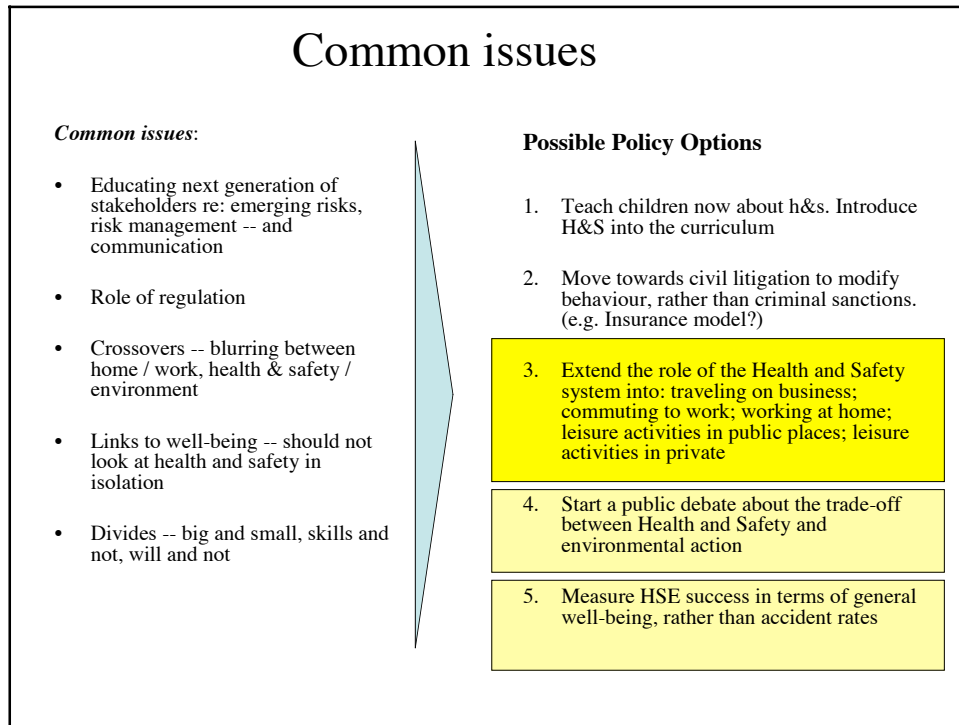 Common issues
Common issues:
• Educating next generation of
stakeholders re: emerging risks,
risk management -- and
communication
• Role of regulation
• Crossovers -- blurring between
home / work, health & safety /
environment
• Links to well-being -- should not
look at health and safety in
isolation
• Divides -- big and small, skills and
not, will and not
Possible Policy Options
1. Teach children now about h&s. Introduce
H&S into the curriculum
2. Move towards civil litigation to modify
behaviour, rather than criminal sanctions.
(e.g. Insurance model?)
3. Extend the role of the Health and Safety
system into: traveling on business;
commuting to work; working at home;
leisure activities in public places; leisure
activities in private
4. Start a public debate about the trade-off
between Health and Safety and
environmental action
5. Measure HSE success in terms of general
well-being, rather than accident rates